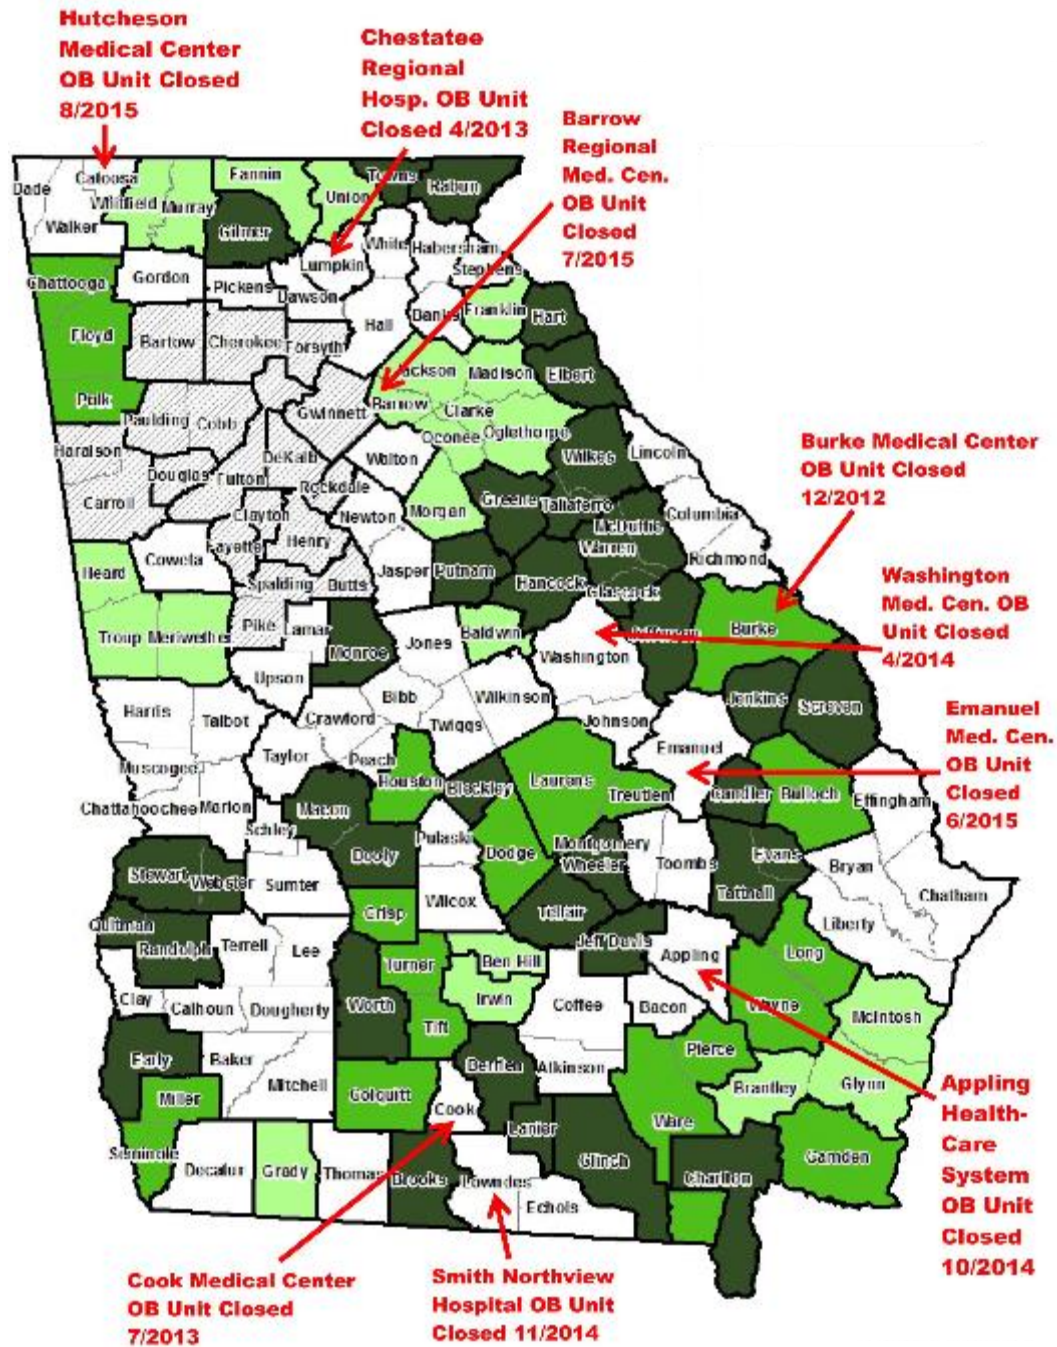 Hutcheson
Medical Center
OB Unit Closed
8/2015
Chestatee
Regional
Hosp. OB Unit
Closed 4/2013
Barrow
Regional
Med. Cen.
OB Unit
Closed
7/2015
Burke Medical Center
OB Unit Closed
12/2012
Washington
Med. Cen. OB
Unit Closed
4/2014
Emanuel
Med. Cen.
OB Unit
Closed
6/2015
Appling
Health-
Care
System
OB Unit
Closed
10/2014
Cook Medical Center
OB Unit Closed
7/2013
Smith Northview
Hospital OB Unit
Closed 11/2014
Dade
Catoosa
Whitfield
Murray
Fannin
Union
Towns
Rabun
Walker
Gilmer
White
Habersham
Lumpkin
Stephens
Chattooga
Gordon
Pickens
Dawson
Hall
Banks
Franklin
Hart
Floyd
Bartow
Cherokee
Forsyth
Madison
Elbert
Polk
Paulding
Cobb
Gwinnett
Barrow
Clarke
Oconee
Oglethorpe
Haralson
Douglas
Fulton
DeKalb
Walton
Wilkes
Lincoln
Carroll
Rockdale
Clayton
Newton
Morgan
Greene
Taliaferro
McDuffie
Columbia
Coweta
Fayette
Henry
Warren
Richmond
Heard
Spalding
Butts
Jasper
Putnam
Hancock
Glascock
Troup
Meriwether
Pike
Lamar
Monroe
Jones
Baldwin
Washington
Burke
Upson
Bibb
Wilkinson
Jenkins
Screven
Harris
Talbot
Crawford
Twiggs
Johnson
Emanuel
Taylor
Peach
Muscogee
Houston
Bleckley
Laurens
Treutlen
Candler
Bulloch
Effingham
Chattahoochee
Marion
Macon
Schley
Pulaski
Dooly
Dodge
Montgomery
Wheeler
Toombs
Evans
Bryan
Stewart
Webster
Sumter
Crisp
Wilcox
Telfair
Tattnall
Chatham
Quitman
Randolph
Terrell
Lee
Turner
Ben Hill
Jeff Davis
Appling
Long
Liberty
Clay
Calhoun
Dougherty
Worth
Tift
Irwin
Coffee
Bacon
Wayne
McIntosh
Early
Baker
Mitchell
Berrien
Atkinson
Pierce
Brantley
Glynn
Miller
Colquitt
Cook
Ware
Seminole
Decatur
Grady
Thomas
Brooks
Lowndes
Lanier
Clinch
Echols
Charlton
Camden